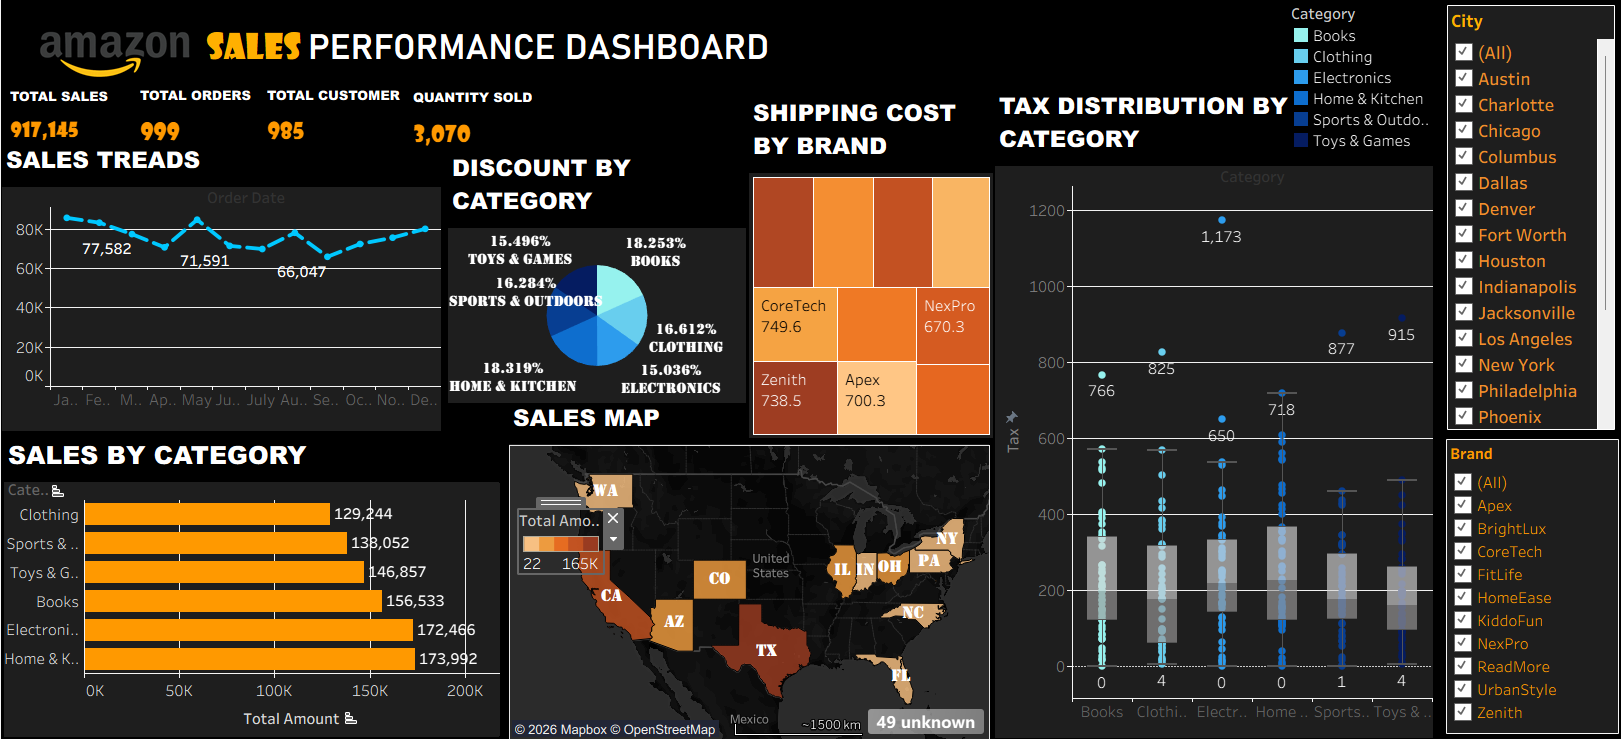 amazon SALES PERFORMANCE DASHBOARD
TOTAL SALES
917,145
TOTAL ORDERS
999
TOTAL CUSTOMER
985
QUANTITY SOLD
3,070
SALES TREADS
Order Date
80K
60K
40K
20K
0K
77,582
71,591
66,047
Ja..
Fe..
M..
Ap..
May
Ju..
July
Au..
Se..
Oc..
No..
De..
DISCOUNT BY
CATEGORY
15.496%
TOYS & GAMES
18.253%
BOOKS
16.284%
SPORTS & OUTDOORS
16.612%
CLOTHING
18.319%
HOME & KITCHEN
15.036%
ELECTRONICS
SHIPPING COST
BY BRAND
CoreTech
749.6
NexPro
670.3
Zenith
738.5
Apex
700.3
TAX DISTRIBUTION BY
CATEGORY
Category
Books
Clothing
Electronics
Home & Kitchen
Sports & Outdo..
Toys & Games
Category
Tax
1200
1000
800
600
400
200
0
766
825
1,173
650
718
877
915
0
4
0
0
1
4
Books
Clothi..
Electr..
Home ..
Sports..
Toys & ..
SALES BY CATEGORY
Cate..
Clothing
129,244
Sports & ..
138,052
Toys & G..
146,857
Books
156,533
Electroni..
172,466
Home & K..
173,992
0K
50K
100K
150K
200K
Total Amount
SALES MAP
Total Amo..
22
165K
WA
CA
AZ
CO
TX
IL
IN
OH
PA
NY
NC
FL
United
States
Mexico
© 2026 Mapbox © OpenStreetMap
~1500 km
49 unknown
City
(All)
Austin
Charlotte
Chicago
Columbus
Dallas
Denver
Fort Worth
Houston
Indianapolis
Jacksonville
Los Angeles
New York
Philadelphia
Phoenix
Brand
(All)
Apex
BrightLux
CoreTech
FitLife
HomeEase
KiddoFun
NexPro
ReadMore
UrbanStyle
Zenith